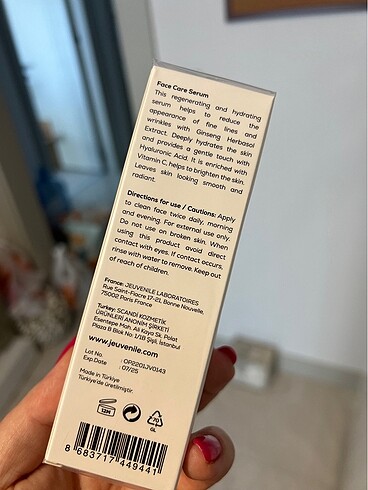 Face Care Serum
This regenerating and hydrating
serum helps to reduce the
appearance of fine lines and
wrinkles with Ginseng Herbasol
Extract. Deeply hydrates the skin
and provides a gentle touch with
Hyaluronic Acid. It is enriched with
Vitamin C, helps to brighten the skin.
Leaves skin looking smooth and
radiant.
Directions for use / Cautions: Apply
to clean face twice daily, morning
and evening. For external use only.
Do not use on broken skin. When
using this product avoid direct
contact with eyes. If contact occurs,
rinse with water to remove. Keep out
of reach of children.
France: JEUVENILE LABORATOIRES
Rue Saint-Fiacre 17-21, Bonne Nouvelle,
75002 Paris France
Turkey: SCANDİ KOZMETİK
ÜRÜNLERİ ANONİM ŞİRKETİ
Esentepe Mah. Ali Kaya Sk. Polat
Plaza B Blok No: 1/1B Şişli, İstanbul
www.jeuvenile.com
Lot No. : OP2201JV0143
Exp.Date : 07/25
Made in Türkiye
Türkiye'de üretilmiştir.
12M
70
GL
8 683717 449441